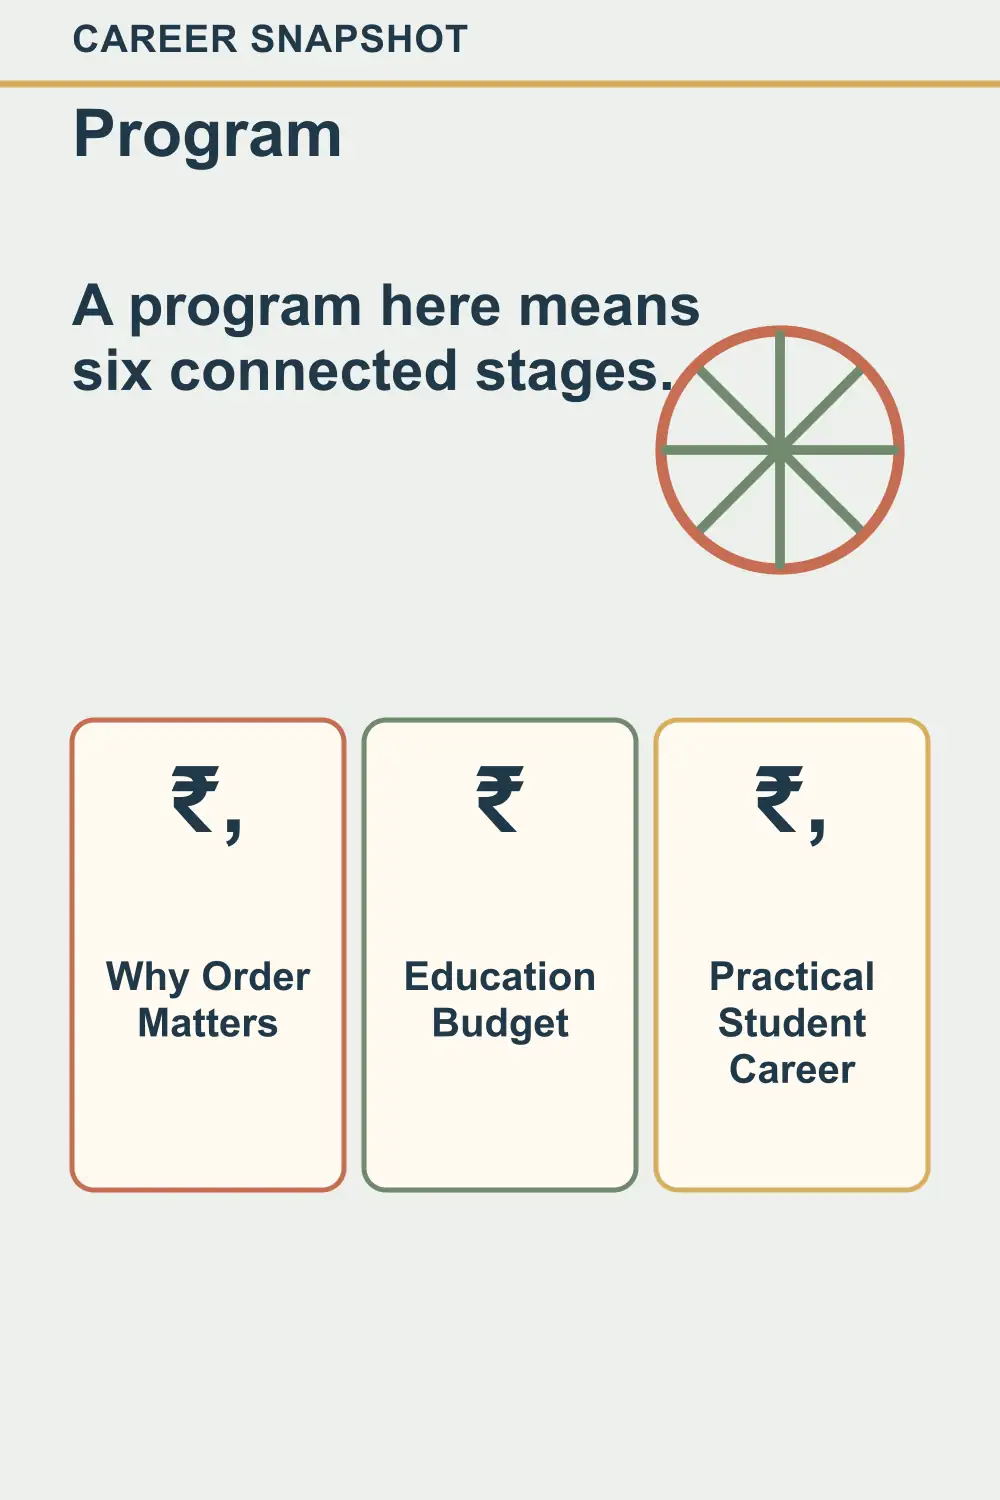 CAREER SNAPSHOT
Program
A program here means
six connected stages.
₹,
Why Order
Matters
₹
Education
Budget
₹,
Practical
Student
Career